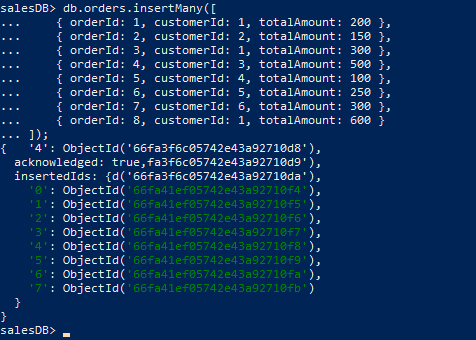 salesDB> db.orders.insertMany([
...     { orderId: 1, customerId: 1, totalAmount: 200 },
...     { orderId: 2, customerId: 2, totalAmount: 150 },
...     { orderId: 3, customerId: 1, totalAmount: 300 },
...     { orderId: 4, customerId: 3, totalAmount: 500 },
...     { orderId: 5, customerId: 4, totalAmount: 100 },
...     { orderId: 6, customerId: 5, totalAmount: 250 },
...     { orderId: 7, customerId: 6, totalAmount: 300 },
...     { orderId: 8, customerId: 1, totalAmount: 600 }
... ]);
{   '4': ObjectId('66fa3f6c05742e43a92710d8'),
  acknowledged: true,fa3f6c05742e43a92710d9'),
  insertedIds: {d('66fa3f6c05742e43a92710da'),
    '0': ObjectId('66fa41ef05742e43a92710f4'),
    '1': ObjectId('66fa41ef05742e43a92710f5'),
    '2': ObjectId('66fa41ef05742e43a92710f6'),
    '3': ObjectId('66fa41ef05742e43a92710f7'),
    '4': ObjectId('66fa41ef05742e43a92710f8'),
    '5': ObjectId('66fa41ef05742e43a92710f9'),
    '6': ObjectId('66fa41ef05742e43a92710fa'),
    '7': ObjectId('66fa41ef05742e43a92710fb')
  }
}
salesDB>